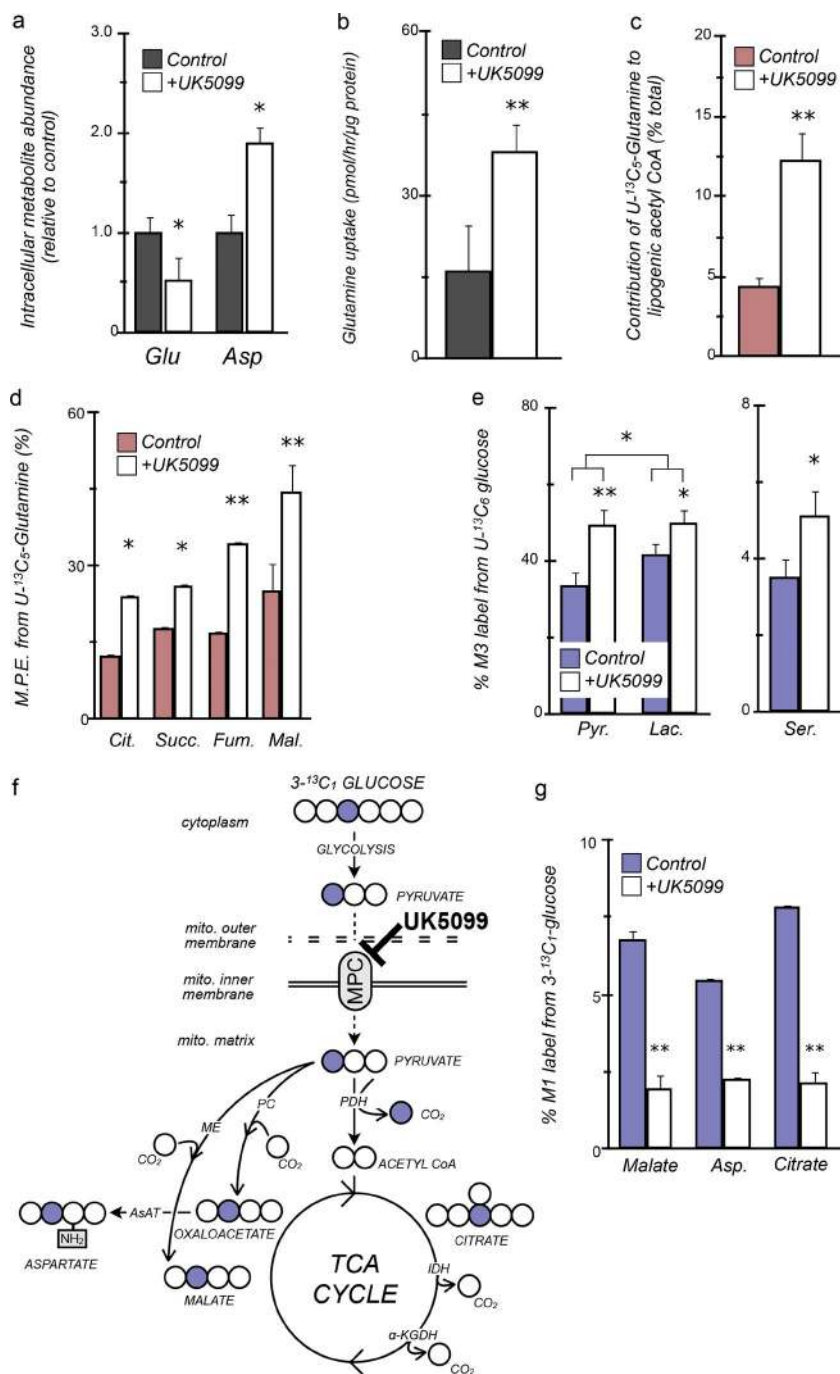 a
Intracellular metabolite abundance
(relative to control)
3.0
2.0
1.0
0
Control
+UK5099
*
*
Glu
Asp
b
Glutamine uptake (pmol/hr/µg protein)
60
30
0
Control
+UK5099
**
c
Contribution of U-¹³C₅-Glutamine to
lipogenic acetyl CoA (% total)
20
15
10
5
0
Control
+UK5099
**
d
M.P.E. from U-¹³C₅-Glutamine (%)
60
30
0
Control
+UK5099
*
*
**
**
Cit.
Succ.
Fum.
Mal.
e
% M3 label from U-¹³C₆ glucose
80
40
0
*
**
*
Control
+UK5099
Pyr.
Lac.
8
4
0
*
Ser.
f
3-¹³C₁ GLUCOSE
cytoplasm
GLYCOLYSIS
PYRUVATE
UK5099
mito. outer
membrane
MPC
mito. inner
membrane
mito. matrix
PYRUVATE
PDH
CO₂
PC
ME
CO₂
CO₂
ACETYL CoA
AsAT
OXALOACETATE
NH₂
ASPARTATE
MALATE
TCA
CYCLE
CITRATE
IDH
CO₂
α-KGDH
CO₂
g
% M1 label from 3-¹³C₁-glucose
10
5
0
Control
+UK5099
**
**
**
Malate
Asp.
Citrate